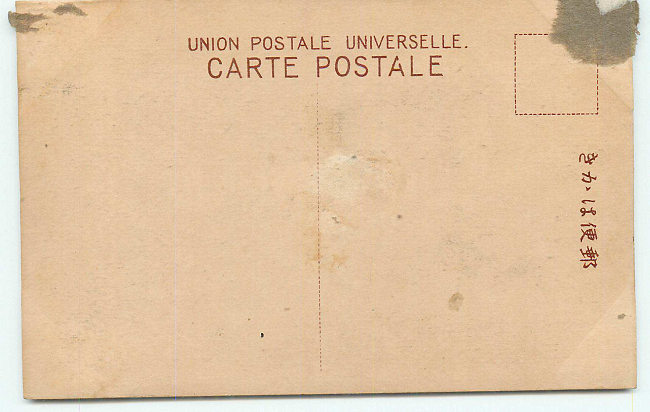 UNION POSTALE UNIVERSELLE.
CARTE POSTALE
郵便はかき